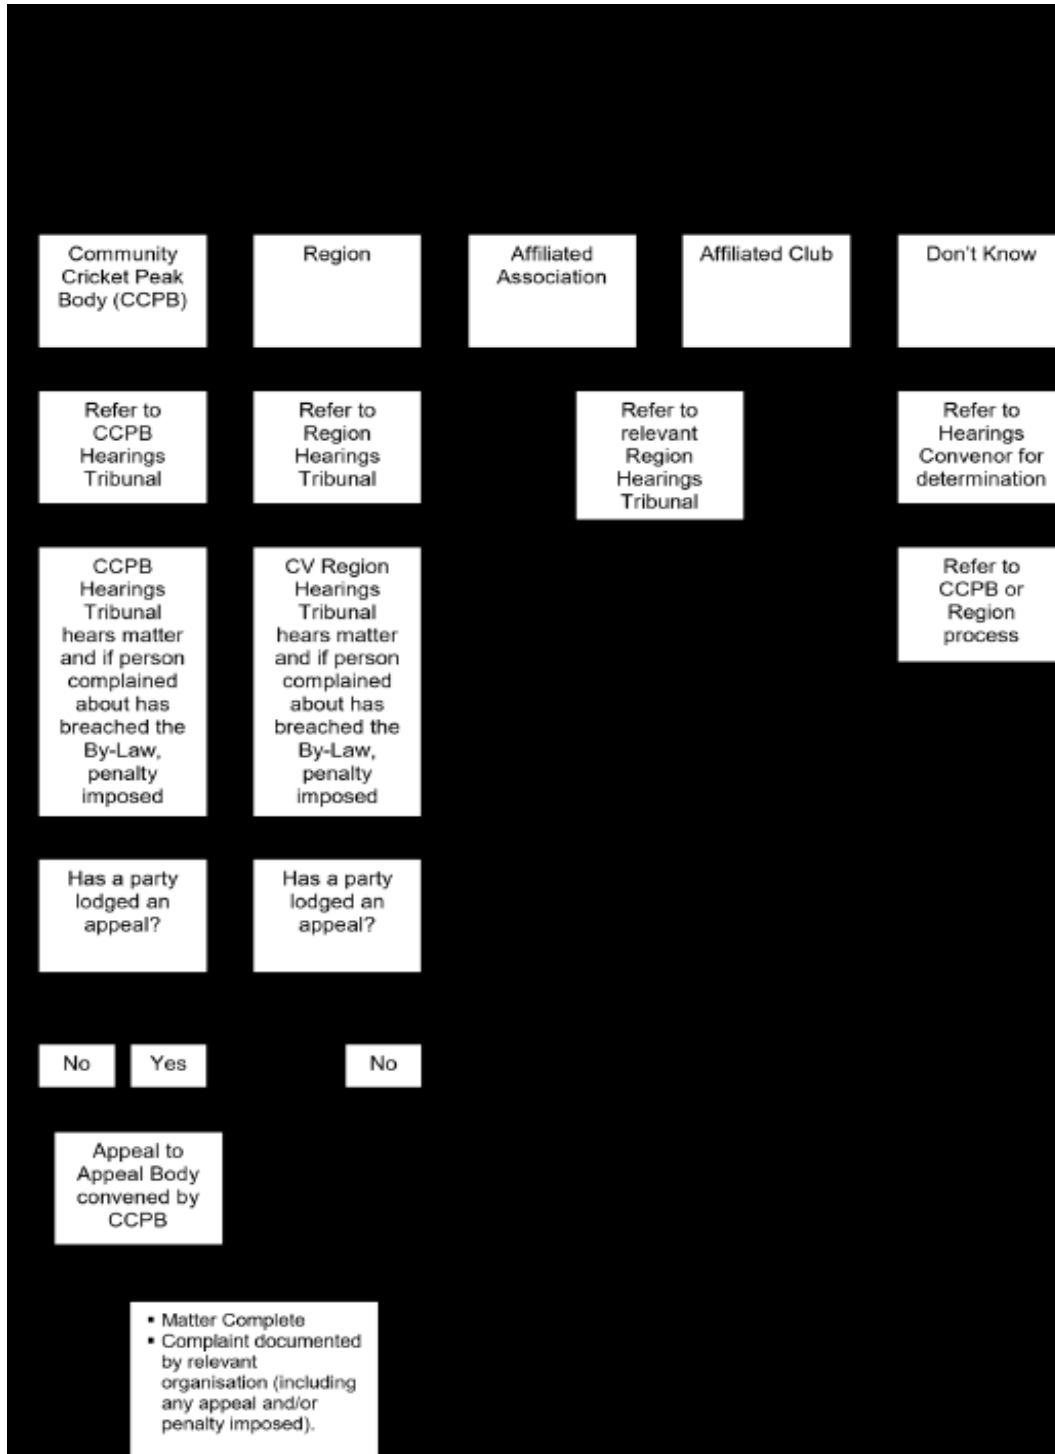 Community
Cricket Peak
Body (CCPB)
Region
Affiliated
Association
Affiliated Club
Don't Know
Refer to
CCPB
Hearings
Tribunal
Refer to
Region
Hearings
Tribunal
Refer to
relevant
Region
Hearings
Tribunal
Refer to
Hearings
Convenor for
determination
CCPB
Hearings
Tribunal
hears matter
and if person
complained
about has
breached the
By-Law,
penalty
imposed
CV Region
Hearings
Tribunal
hears matter
and if person
complained
about has
breached the
By-Law,
penalty
imposed
Refer to
CCPB or
Region
process
Has a party
lodged an
appeal?
Has a party
lodged an
appeal?
No
Yes
No
Appeal to
Appeal Body
convened by
CCPB
▪ Matter Complete
▪ Complaint documented
by relevant
organisation (including
any appeal and/or
penalty imposed).